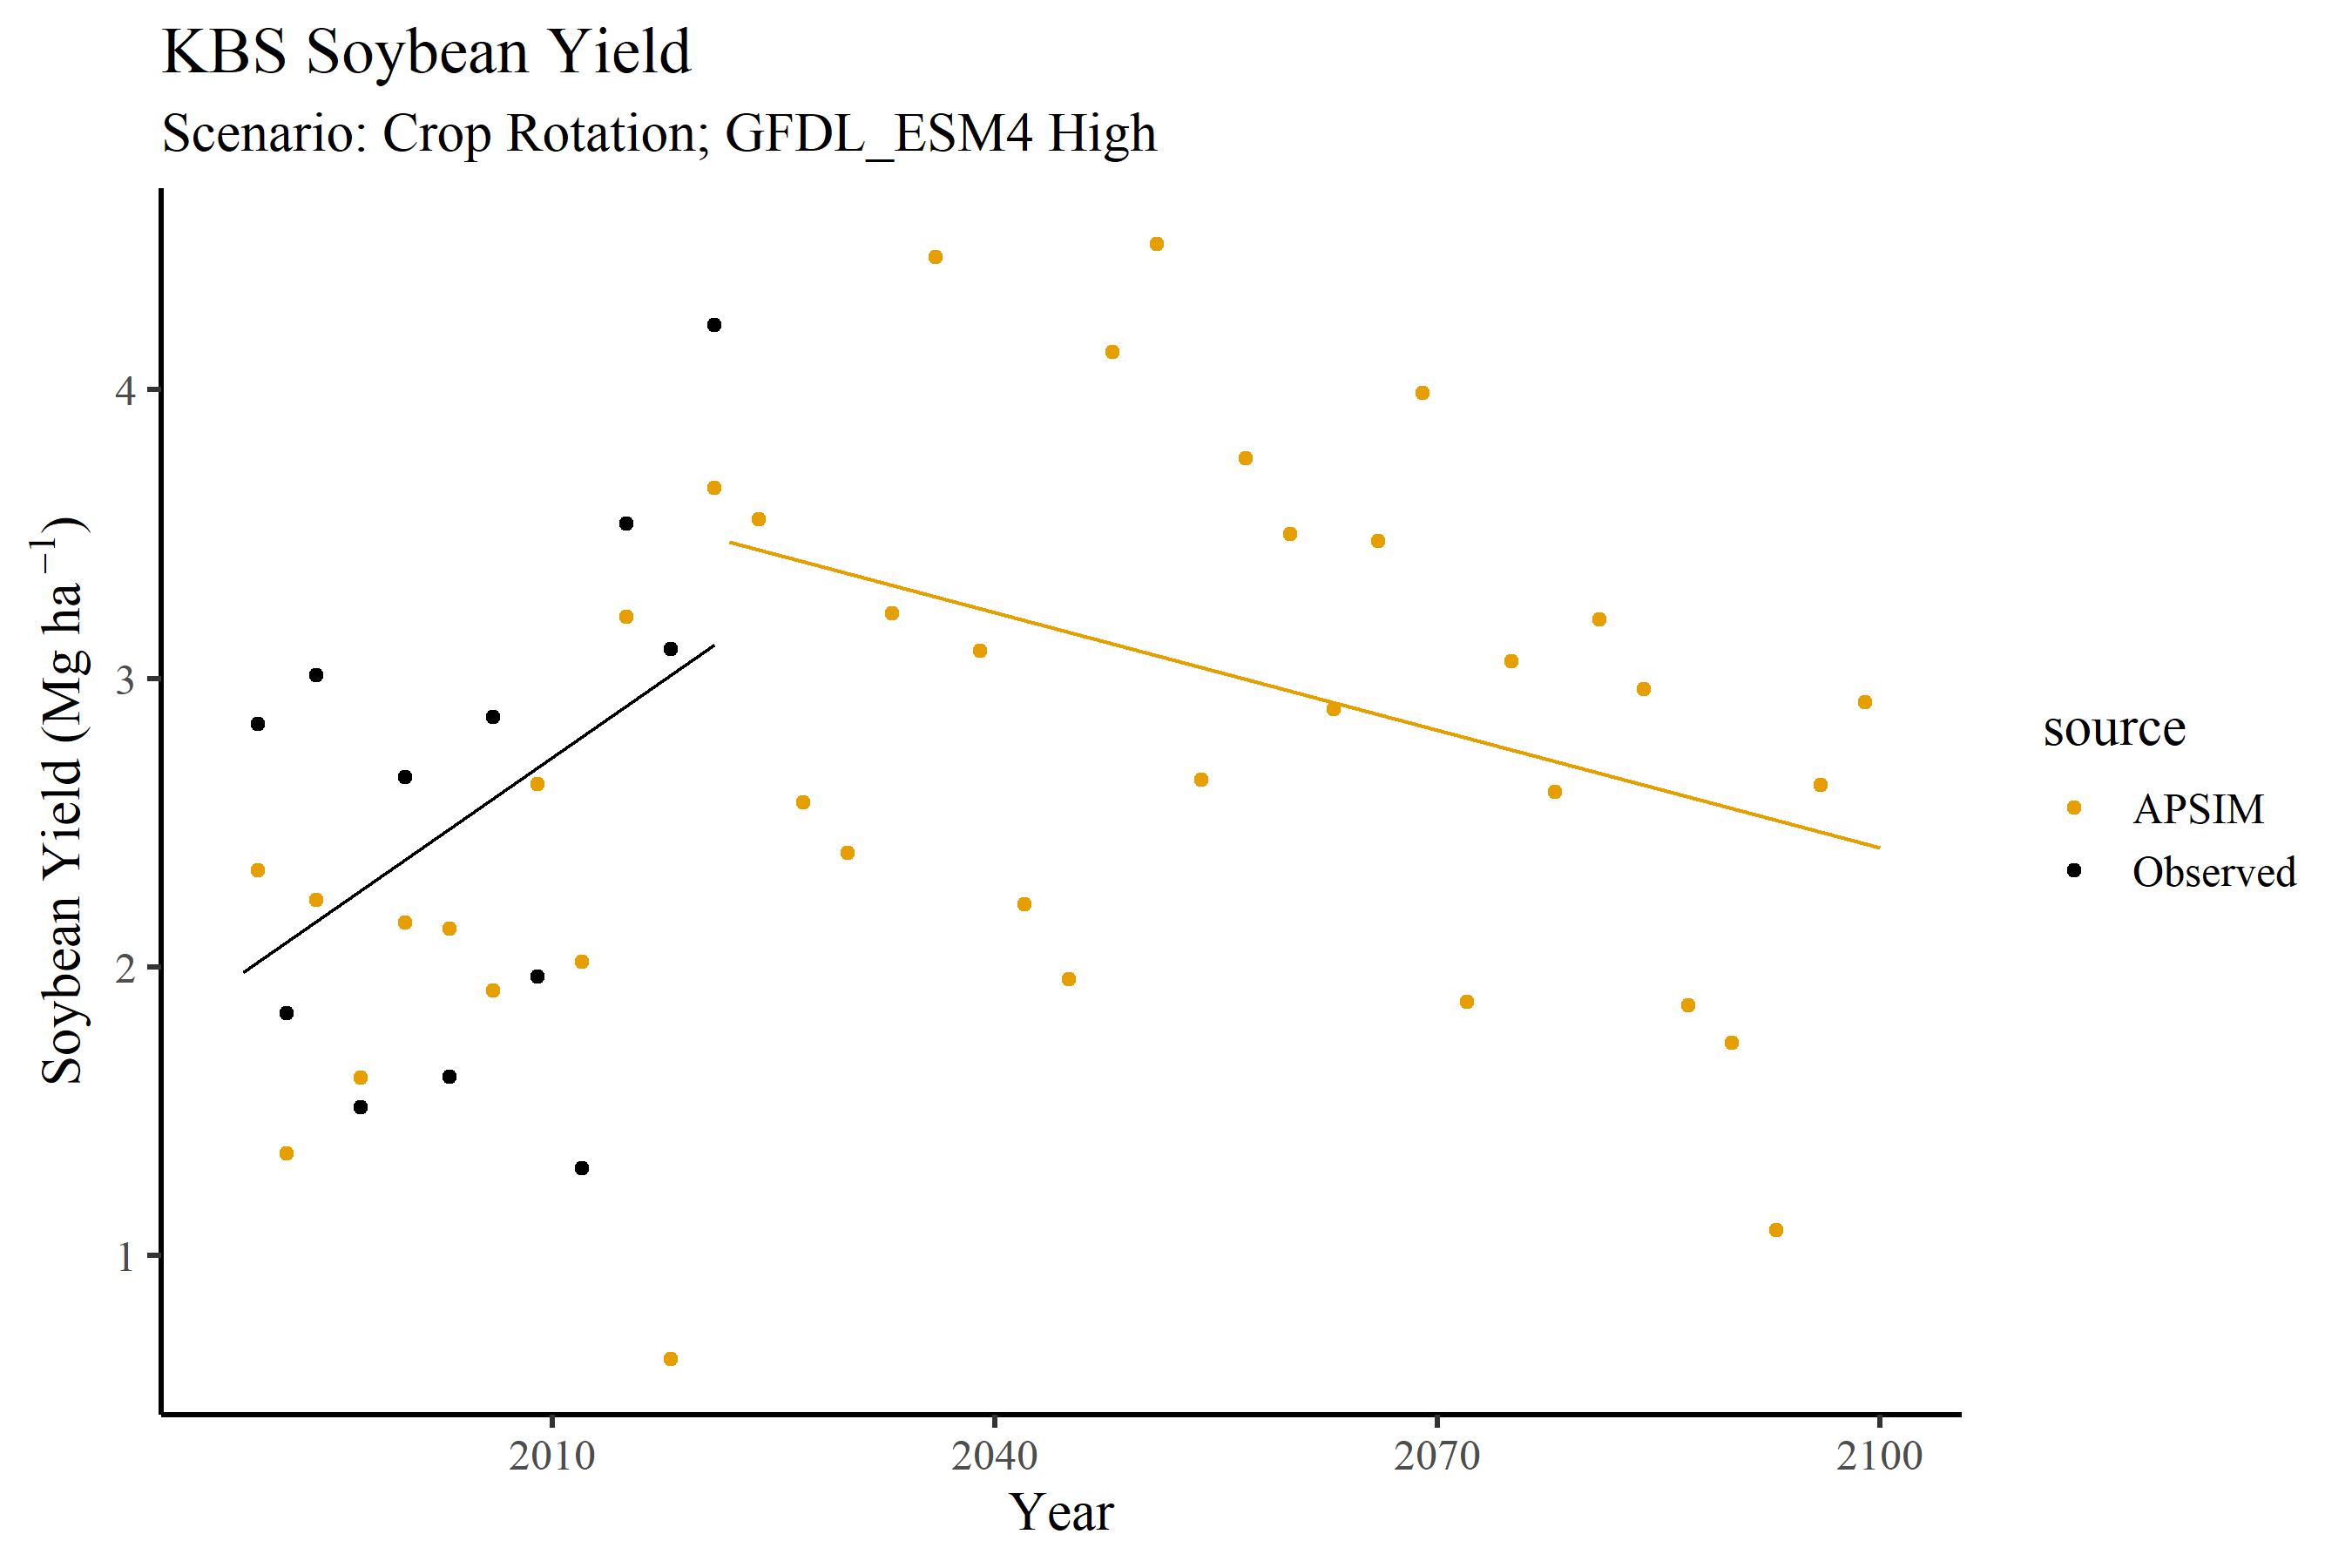 KBS Soybean Yield
Scenario: Crop Rotation; GFDL_ESM4 High
Soybean Yield (Mg ha⁻¹)
4
3
2
1
2010 2040 2070 2100
Year
source
APSIM
Observed